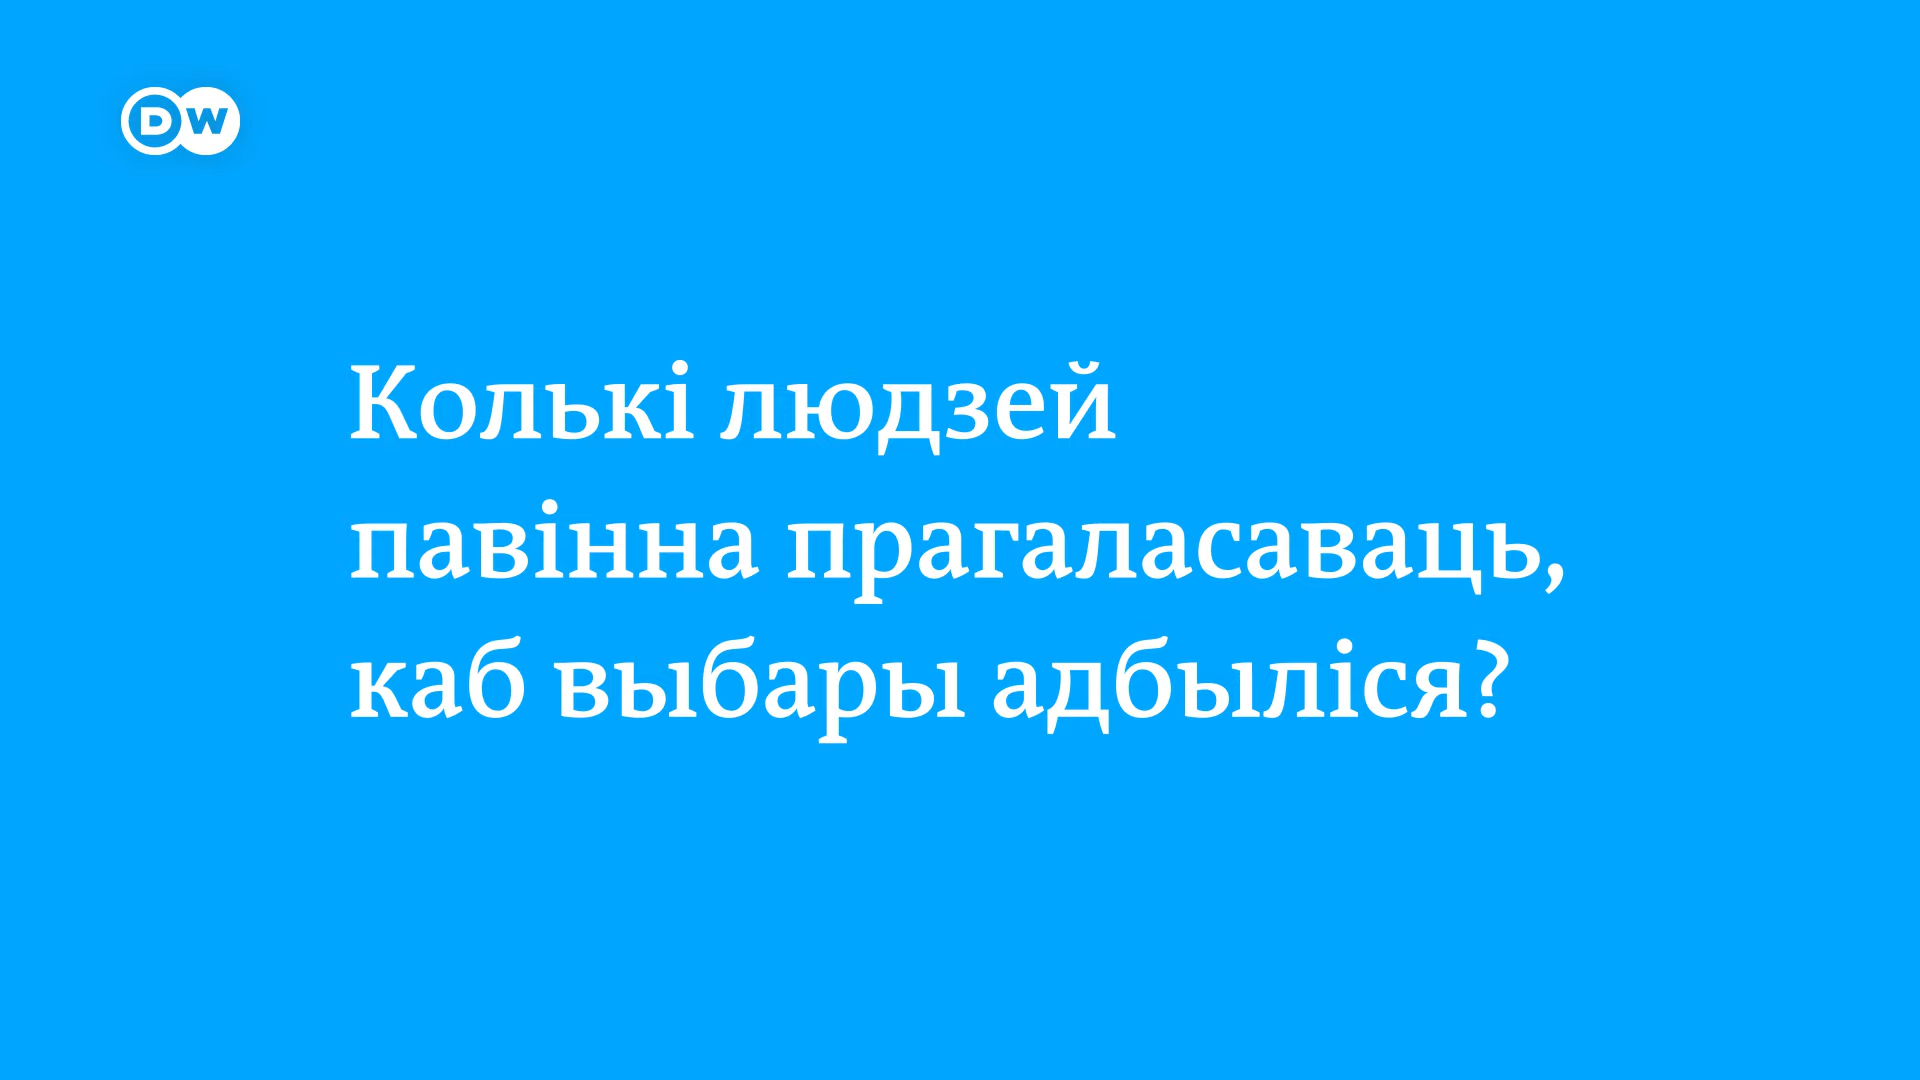 DW
Колькі людзей
павінна прагаласаваць,
каб выбары адбыліся?